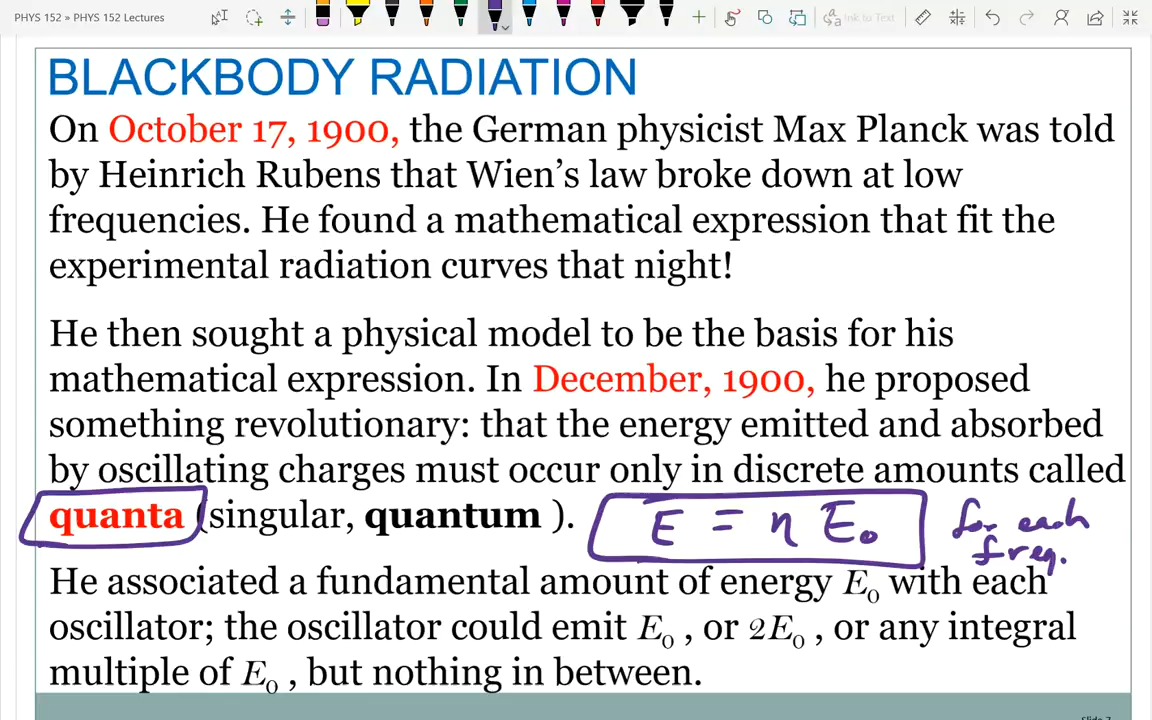 PHYS 152 » PHYS 152 Lectures
Ink to Text
BLACKBODY RADIATION
On October 17, 1900, the German physicist Max Planck was told
by Heinrich Rubens that Wien’s law broke down at low
frequencies. He found a mathematical expression that fit the
experimental radiation curves that night!
He then sought a physical model to be the basis for his
mathematical expression. In December, 1900, he proposed
something revolutionary: that the energy emitted and absorbed
by oscillating charges must occur only in discrete amounts called
quanta (singular, quantum ). E = n E₀ for each
freq.
He associated a fundamental amount of energy E₀ with each
oscillator; the oscillator could emit E₀ , or 2E₀ , or any integral
multiple of E₀ , but nothing in between.